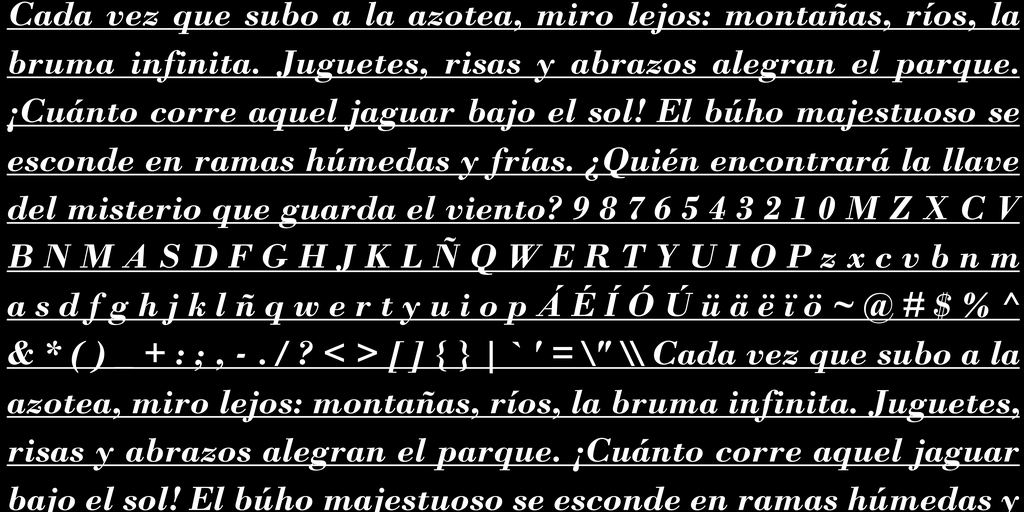 Cada vez que subo a la azotea, miro lejos: montañas, ríos, la
bruma infinita. Juguetes, risas y abrazos alegran el parque.
¡Cuánto corre aquel jaguar bajo el sol! El búho majestuoso se
esconde en ramas húmedas y frías. ¿Quién encontrará la llave
del misterio que guarda el viento? 9 8 7 6 5 4 3 2 1 0 M Z X C V
B N M A S D F G H J K L Ñ Q W E R T Y U I O P z x c v b n m
a s d f g h j k l ñ q w e r t y u i o p Á É Í Ó Ú ü ä ë ï ö ~ @ # $ % ^
& * ( ) _ + : ; , - . / ? < > [ ] { } | ` ' = \" \\ Cada vez que subo a la
azotea, miro lejos: montañas, ríos, la bruma infinita. Juguetes,
risas y abrazos alegran el parque. ¡Cuánto corre aquel jaguar
bajo el sol! El búho majestuoso se esconde en ramas húmedas y